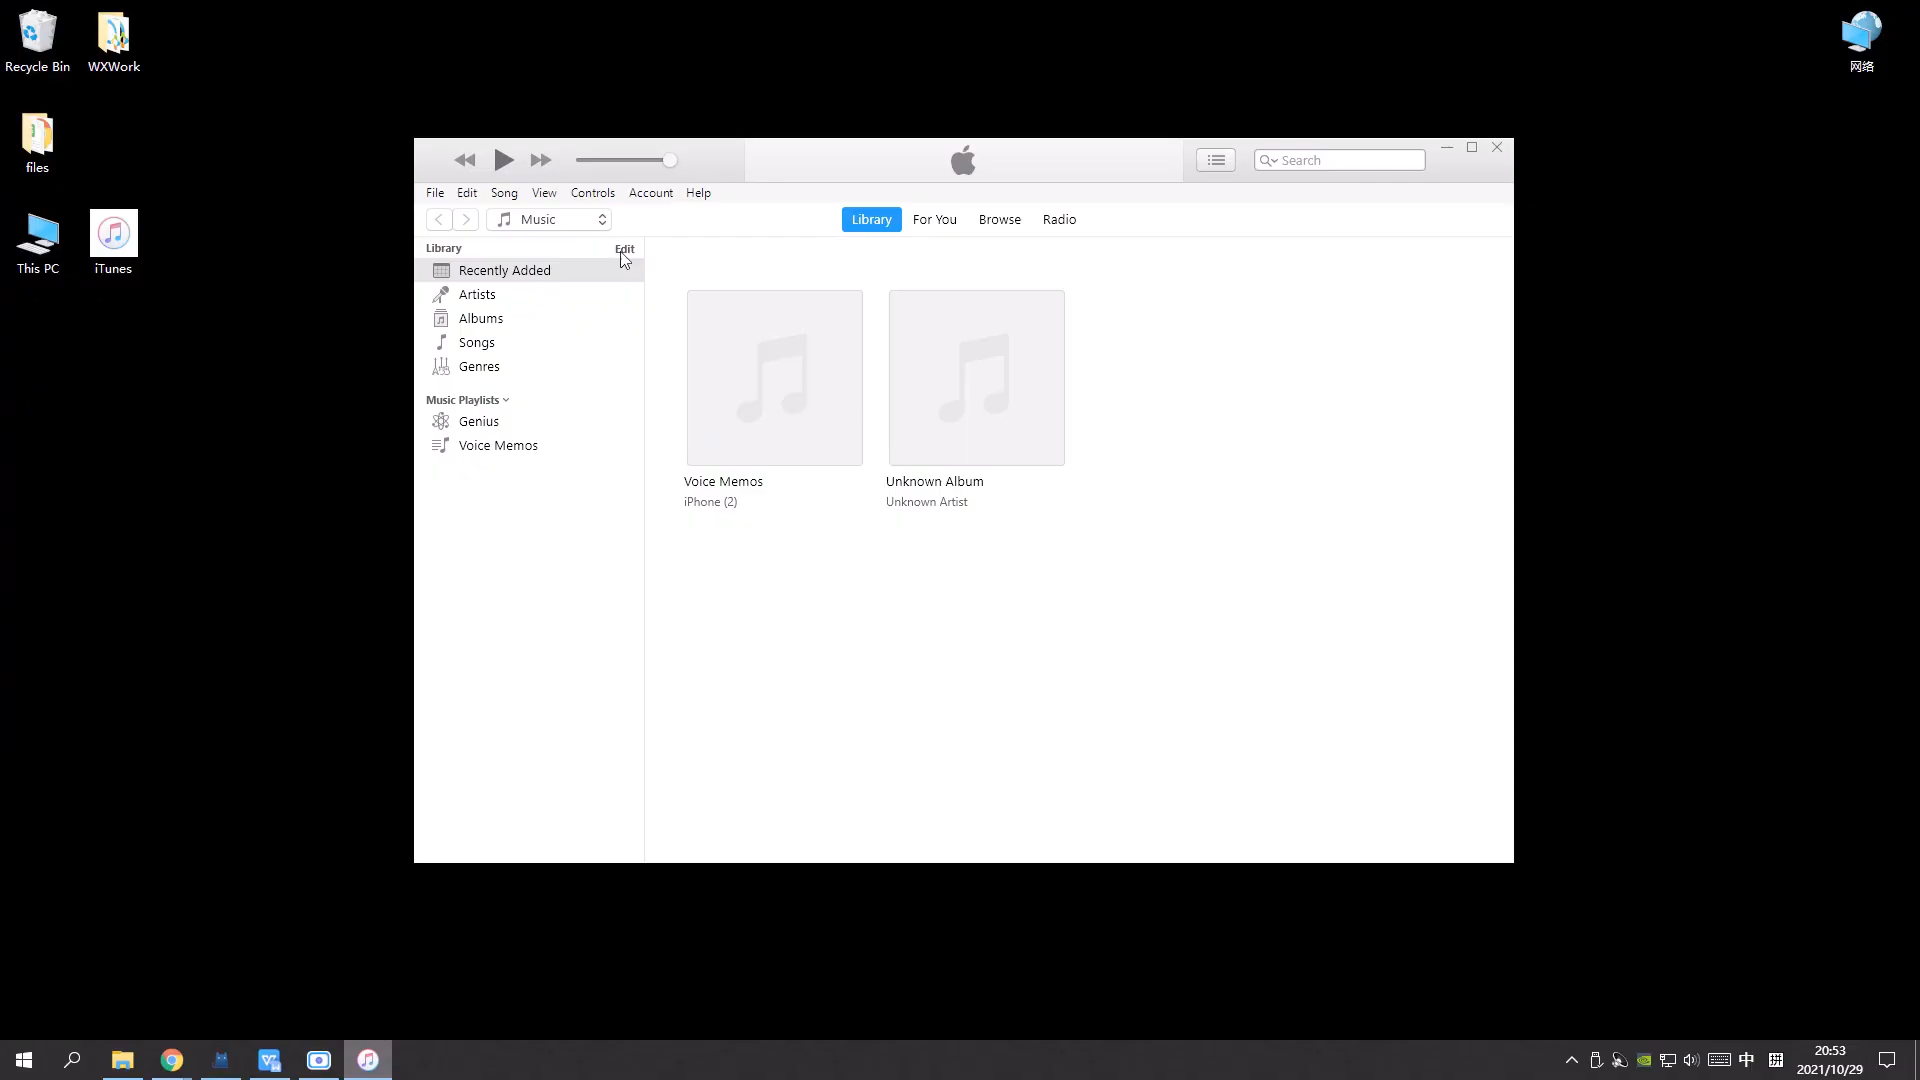 Recycle Bin
WXWork
网络
files
This PC
iTunes
Search
File Edit Song View Controls Account Help
Music
Library For You Browse Radio
Library Edit
Recently Added
Artists
Albums
Songs
Genres
Music Playlists
Genius
Voice Memos
Voice Memos
iPhone (2)
Unknown Album
Unknown Artist
中
拼
20:53
2021/10/29